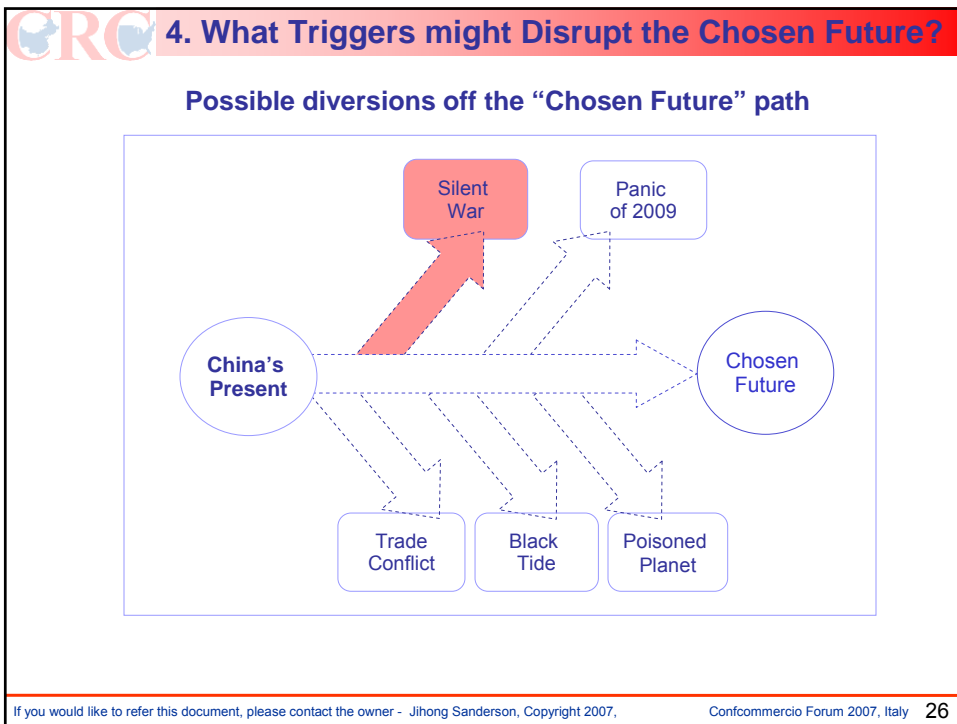 CRC
4. What Triggers might Disrupt the Chosen Future?
Possible diversions off the “Chosen Future” path
Silent
War
Panic
of 2009
China’s
Present
Chosen
Future
Trade
Conflict
Black
Tide
Poisoned
Planet
If you would like to refer this document, please contact the owner - Jihong Sanderson, Copyright 2007,
Confcommercio Forum 2007, Italy 26